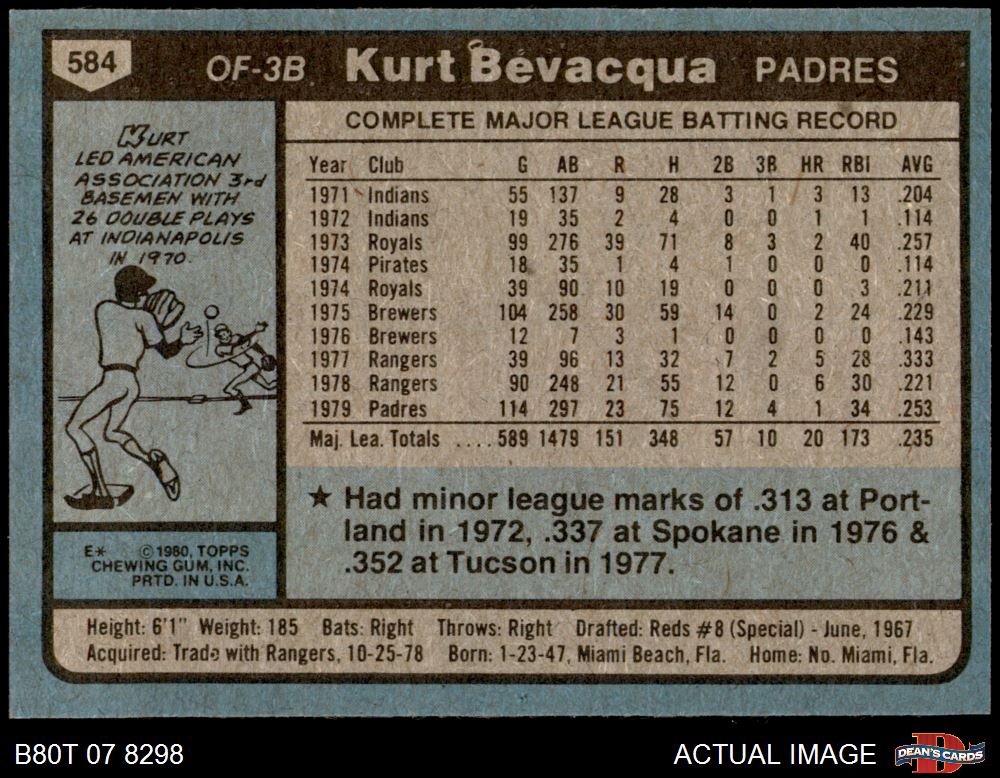 584 OF-3B Kurt Bevacqua PADRES
KURT
LED AMERICAN
ASSOCIATION 3rd
BASEMEN WITH
26 DOUBLE PLAYS
AT INDIANAPOLIS
IN 1970.
COMPLETE MAJOR LEAGUE BATTING RECORD
Year Club G AB R H 2B 3B HR RBI AVG
1971 Indians 55 137 9 28 3 1 3 13 .204
1972 Indians 19 35 2 4 0 0 1 1 .114
1973 Royals 99 276 39 71 8 3 2 40 .257
1974 Pirates 18 35 1 4 1 0 0 0 .114
1974 Royals 39 90 10 19 0 0 0 3 .211
1975 Brewers 104 258 30 59 14 0 2 24 .229
1976 Brewers 12 7 3 1 0 0 0 0 .143
1977 Rangers 39 96 13 32 7 2 5 28 .333
1978 Rangers 90 248 21 55 12 0 6 30 .221
1979 Padres 114 297 23 75 12 4 1 34 .253
Maj. Lea. Totals ....589 1479 151 348 57 10 20 173 .235
★ Had minor league marks of .313 at Port-
land in 1972, .337 at Spokane in 1976 &
.352 at Tucson in 1977.
E* ©1980, TOPPS
CHEWING GUM, INC.
PRTD. IN U.S.A.
Height: 6'1" Weight: 185 Bats: Right Throws: Right Drafted: Reds #8 (Special) - June, 1967
Acquired: Trade with Rangers, 10-25-78 Born: 1-23-47, Miami Beach, Fla. Home: No. Miami, Fla.
B80T 07 8298 ACTUAL IMAGE D DEAN'S CARDS